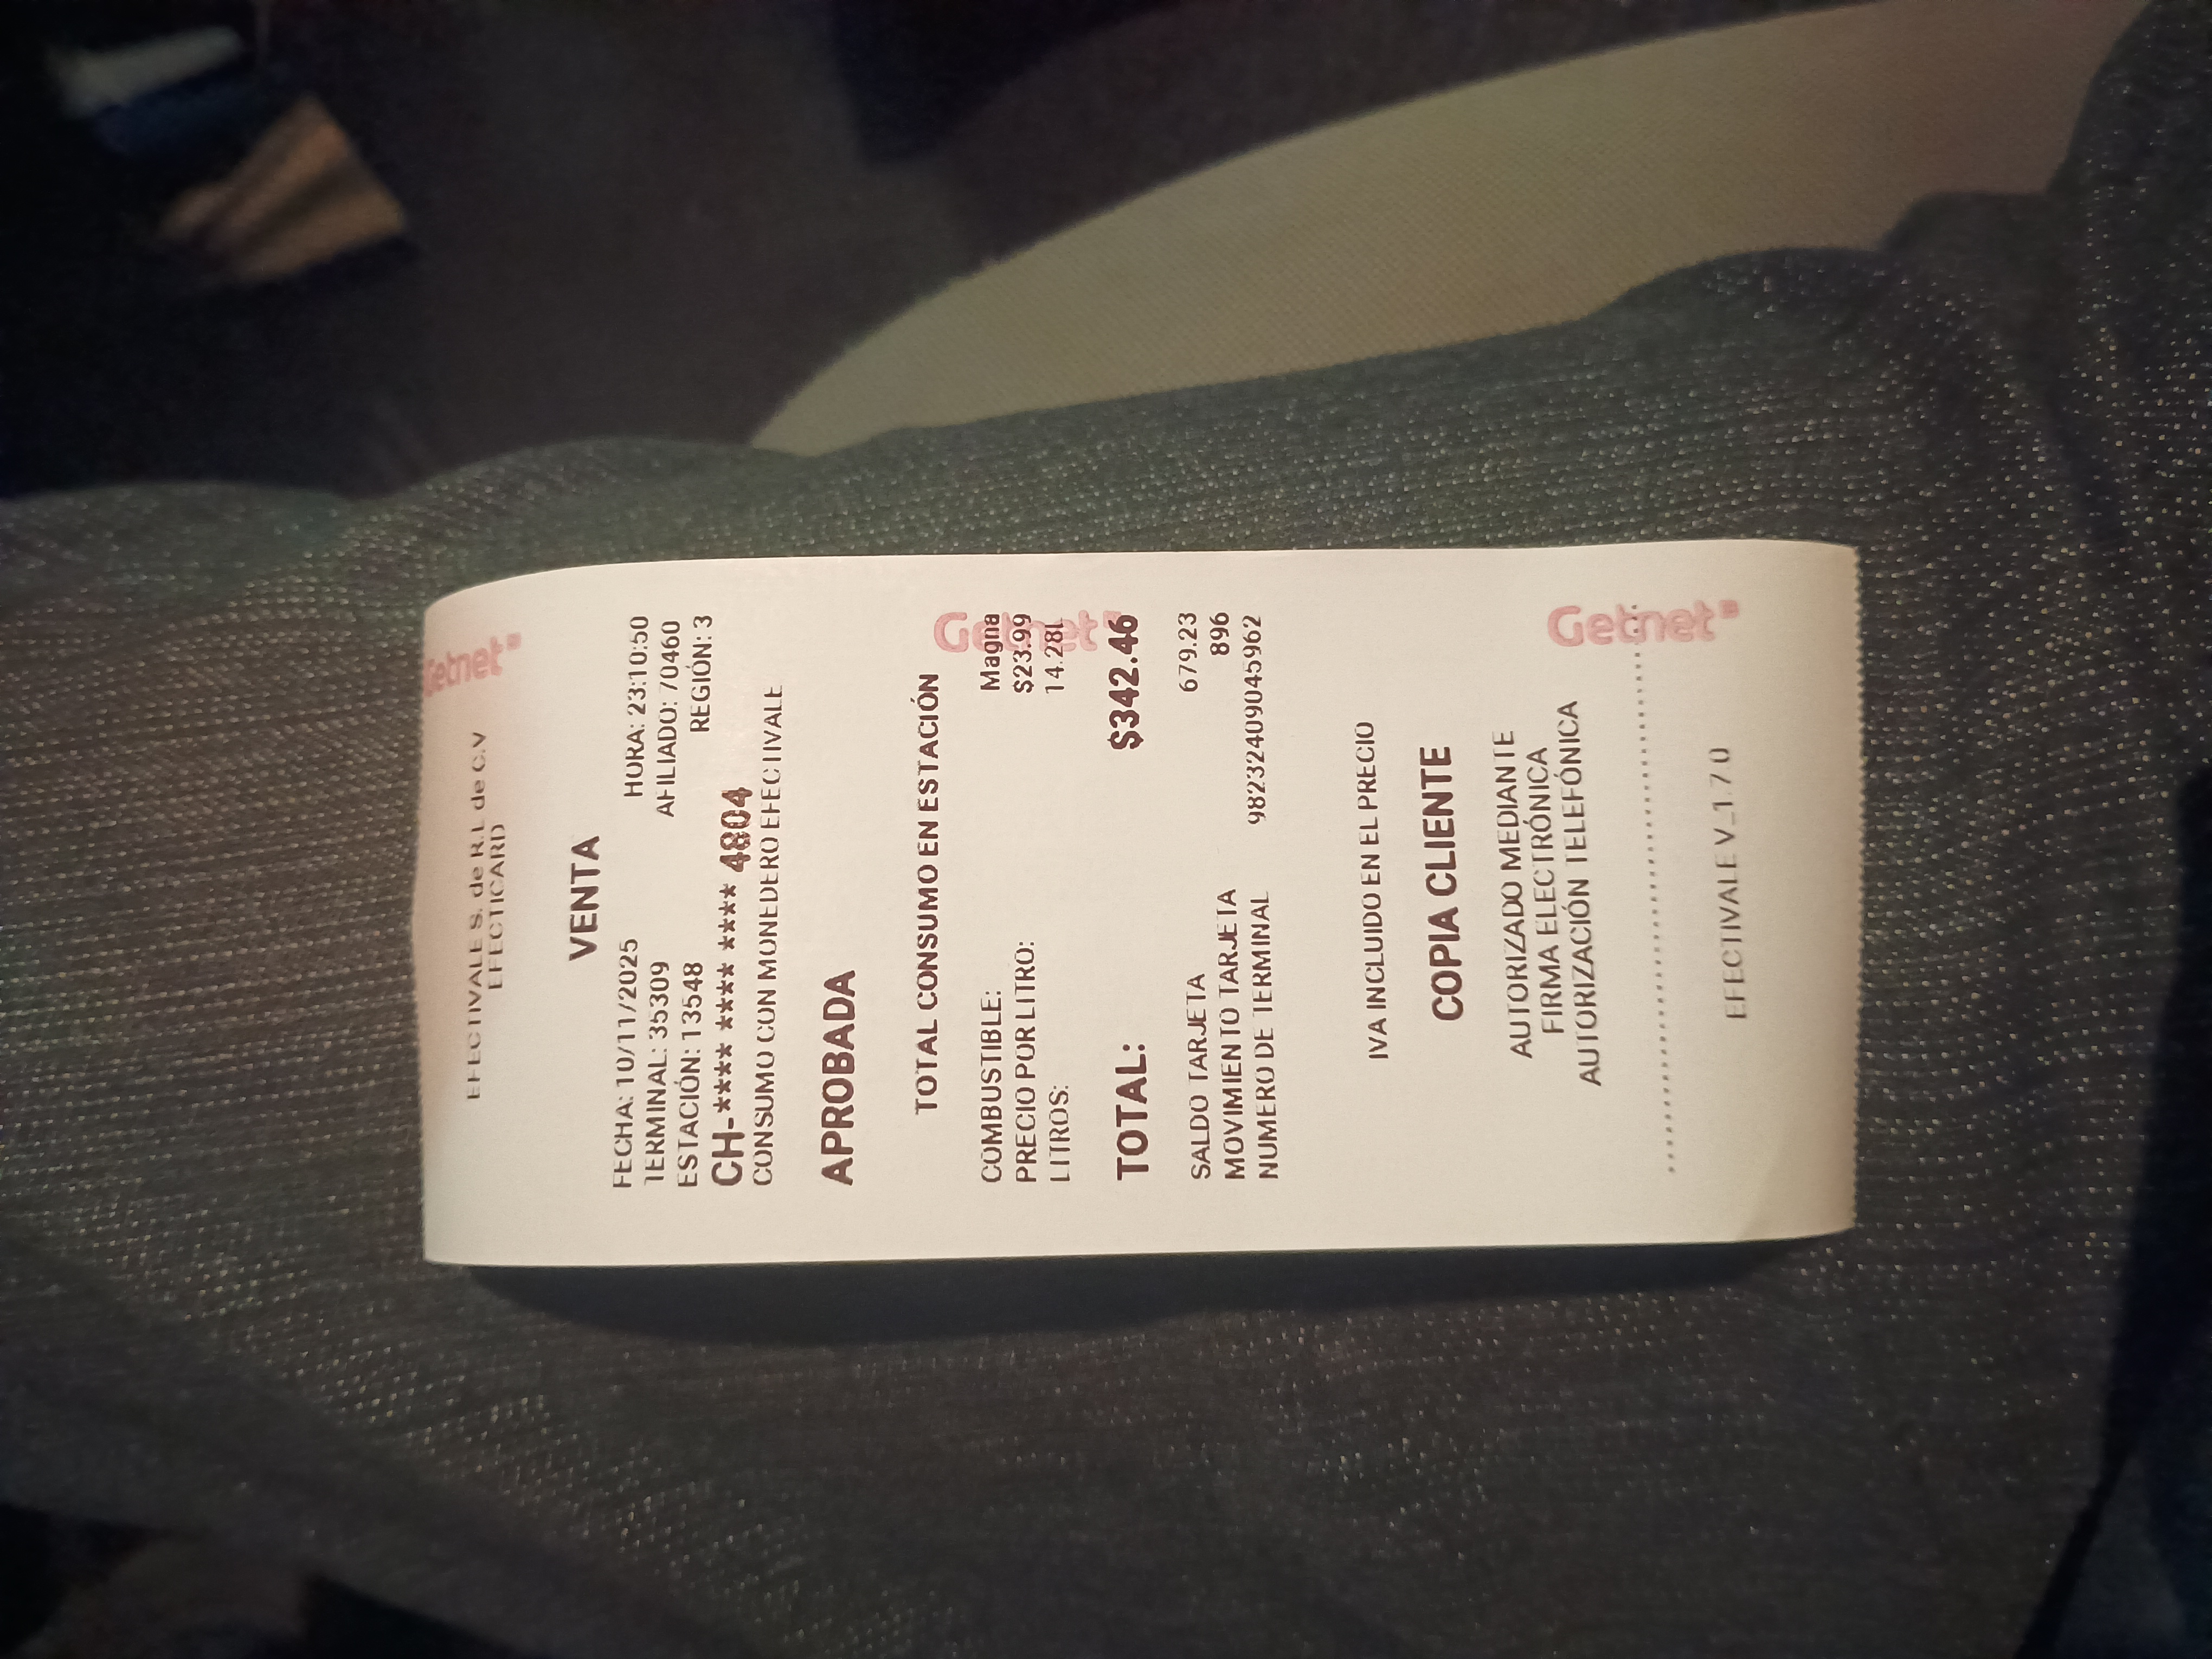 Getnet
EFECTIVALE S. de R.L de C.V
EFECTICARD
VENTA
FECHA: 10/11/2025 HORA: 23:10:50
TERMINAL: 35309 AFILIADO: 70460
ESTACIÓN: 13548 REGIÓN: 3
CH-**** **** **** 4804
CONSUMO CON MONEDERO EFECTIVALE
APROBADA
TOTAL CONSUMO EN ESTACIÓN
Getnet
COMBUSTIBLE: Magna
PRECIO POR LITRO: $23.99
LITROS: 14.28l
TOTAL: $342.46
SALDO TARJETA 679.23
MOVIMIENTO TARJETA 896
NUMERO DE TERMINAL 9823240909045962
IVA INCLUIDO EN EL PRECIO
COPIA CLIENTE
AUTORIZADO MEDIANTE
FIRMA ELECTRÓNICA
AUTORIZACIÓN TELEFÓNICA
Getnet
EFECTIVALE V_1.7.0